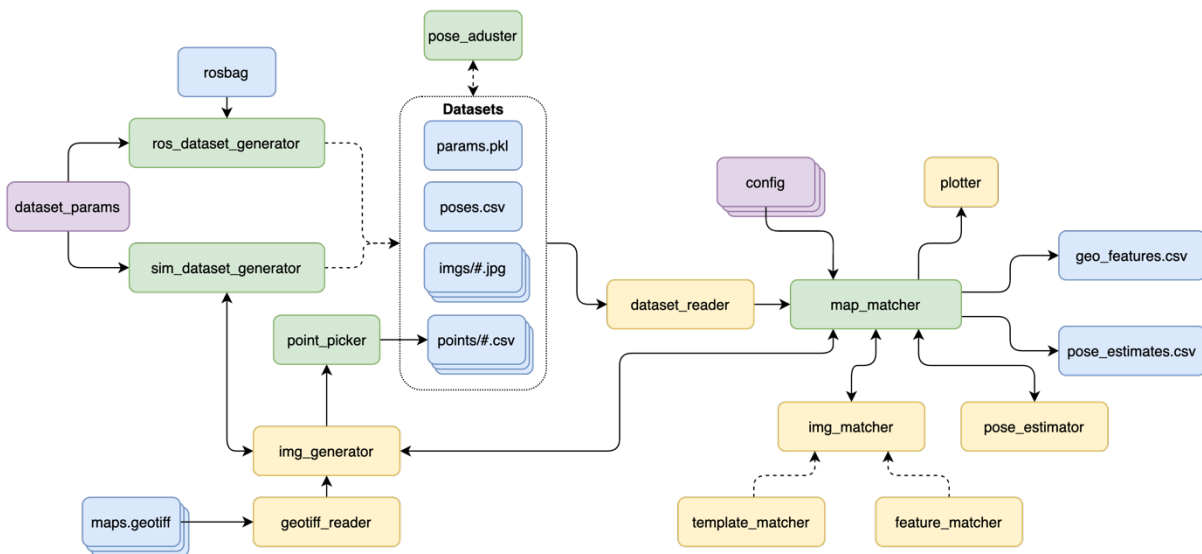 pose_aduster
rosbag
Datasets
params.pkl
ros_dataset_generator
config
plotter
dataset_params
poses.csv
geo_features.csv
sim_dataset_generator
imgs/#.jpg
dataset_reader
map_matcher
point_picker
points/#.csv
pose_estimates.csv
img_generator
img_matcher
pose_estimator
maps.geotiff
geotiff_reader
template_matcher
feature_matcher